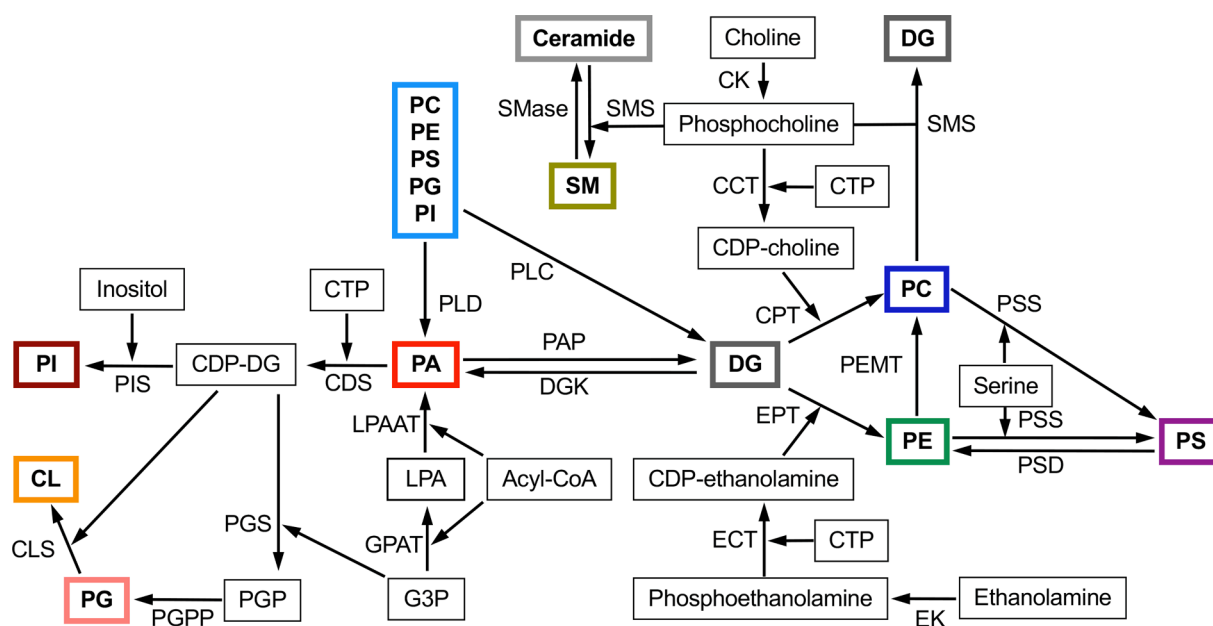 Ceramide
Choline
DG
CK
PC
PE
PS
PG
PI
SMase
SMS
Phosphocholine
SMS
SM
CCT
CTP
CDP-choline
PLC
Inositol
CTP
PLD
CPT
PC
PSS
PI
PIS
CDP-DG
CDS
PA
PAP
DGK
DG
PEMT
Serine
LPAAT
EPT
PE
PSS
PSD
PS
CL
LPA
Acyl-CoA
CDP-ethanolamine
CLS
PGS
GPAT
ECT
CTP
PG
PGPP
PGP
G3P
Phosphoethanolamine
EK
Ethanolamine